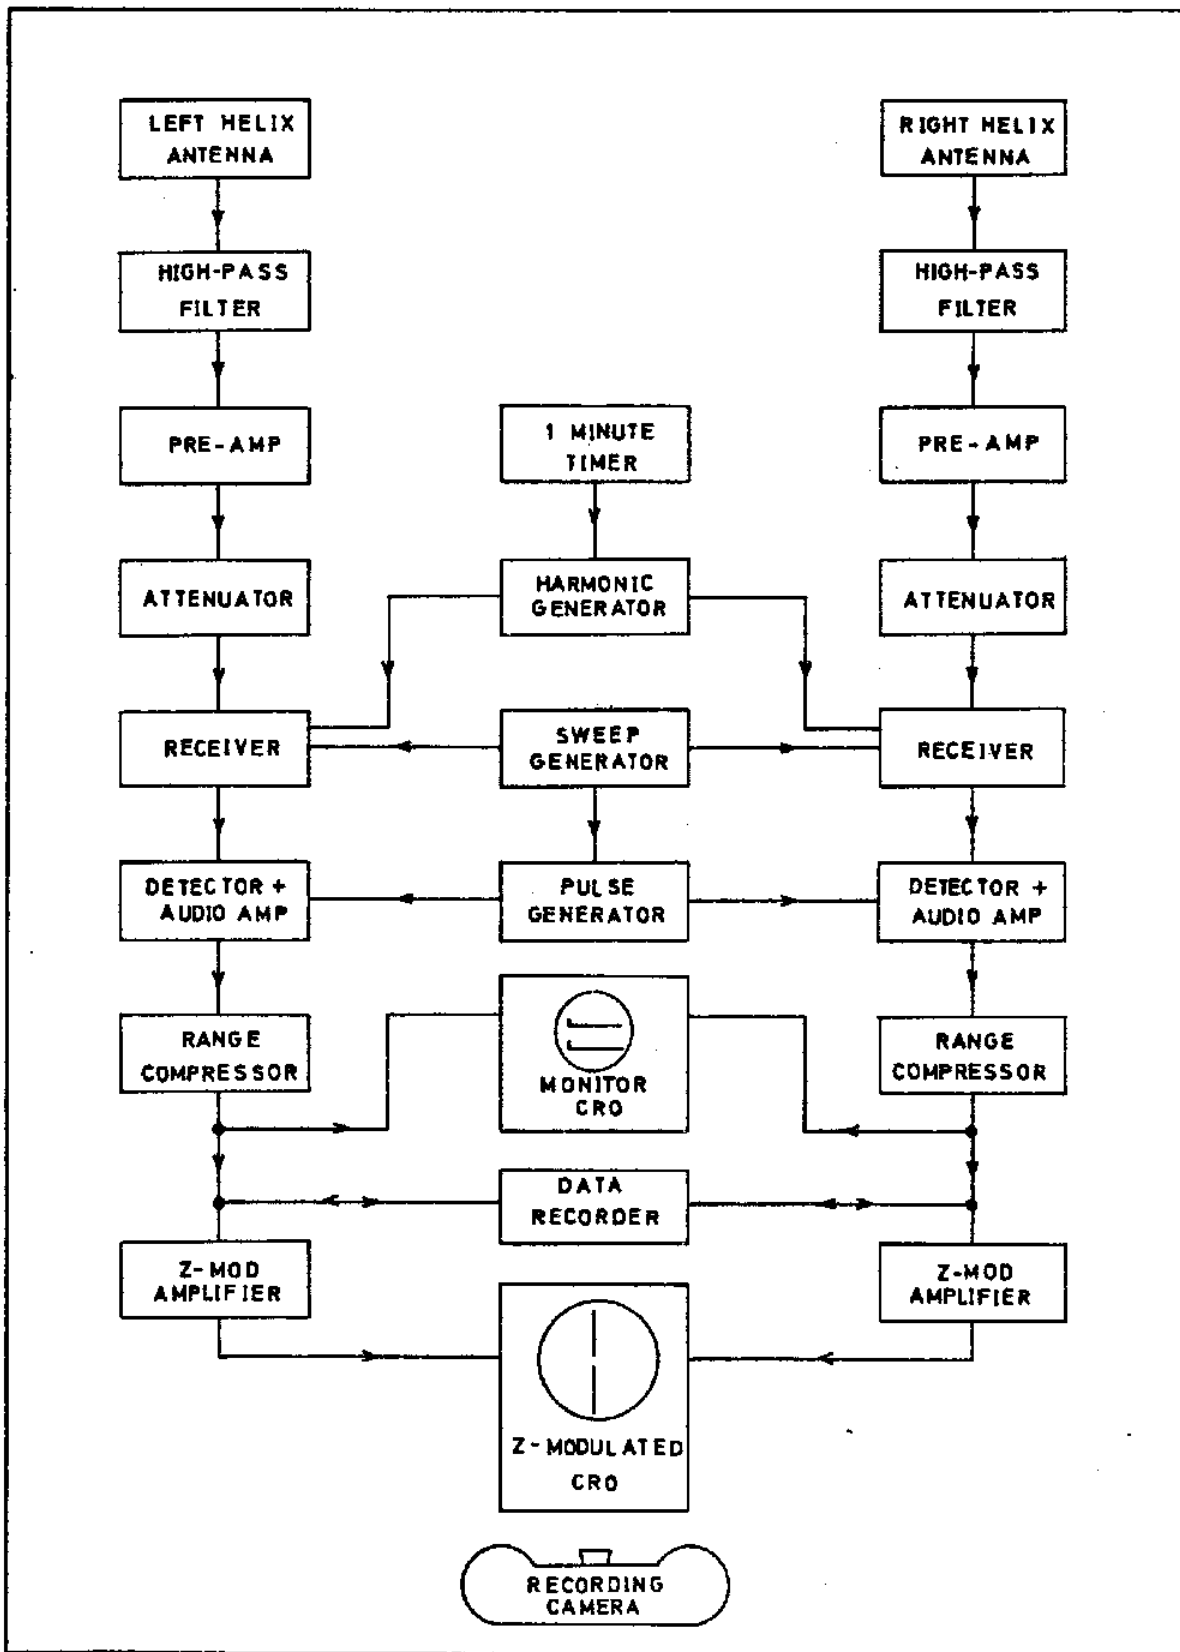 LEFT HELIX
ANTENNA
RIGHT HELIX
ANTENNA
HIGH-PASS
FILTER
HIGH-PASS
FILTER
PRE-AMP
1 MINUTE
TIMER
PRE-AMP
ATTENUATOR
HARMONIC
GENERATOR
ATTENUATOR
RECEIVER
SWEEP
GENERATOR
RECEIVER
DETECTOR +
AUDIO AMP
PULSE
GENERATOR
DETECTOR +
AUDIO AMP
RANGE
COMPRESSOR
MONITOR
CRO
RANGE
COMPRESSOR
DATA
RECORDER
Z-MOD
AMPLIFIER
Z-MOD
AMPLIFIER
Z-MODULATED
CRO
RECORDING
CAMERA